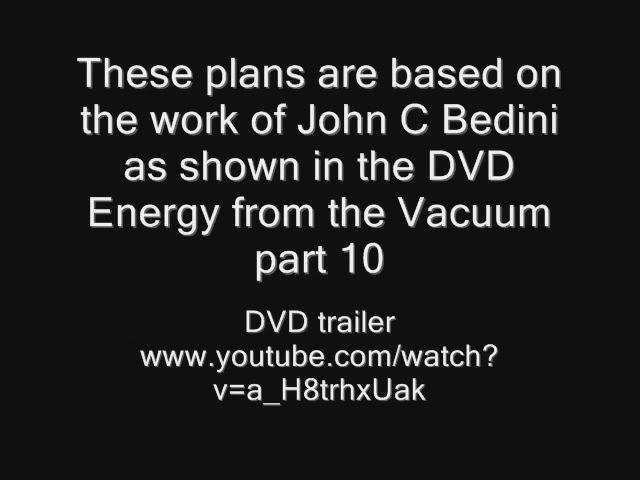 These plans are based on
the work of John C Bedini
as shown in the DVD
Energy from the Vacuum
part 10
DVD trailer
www.youtube.com/watch?
v=a_H8trhxUak